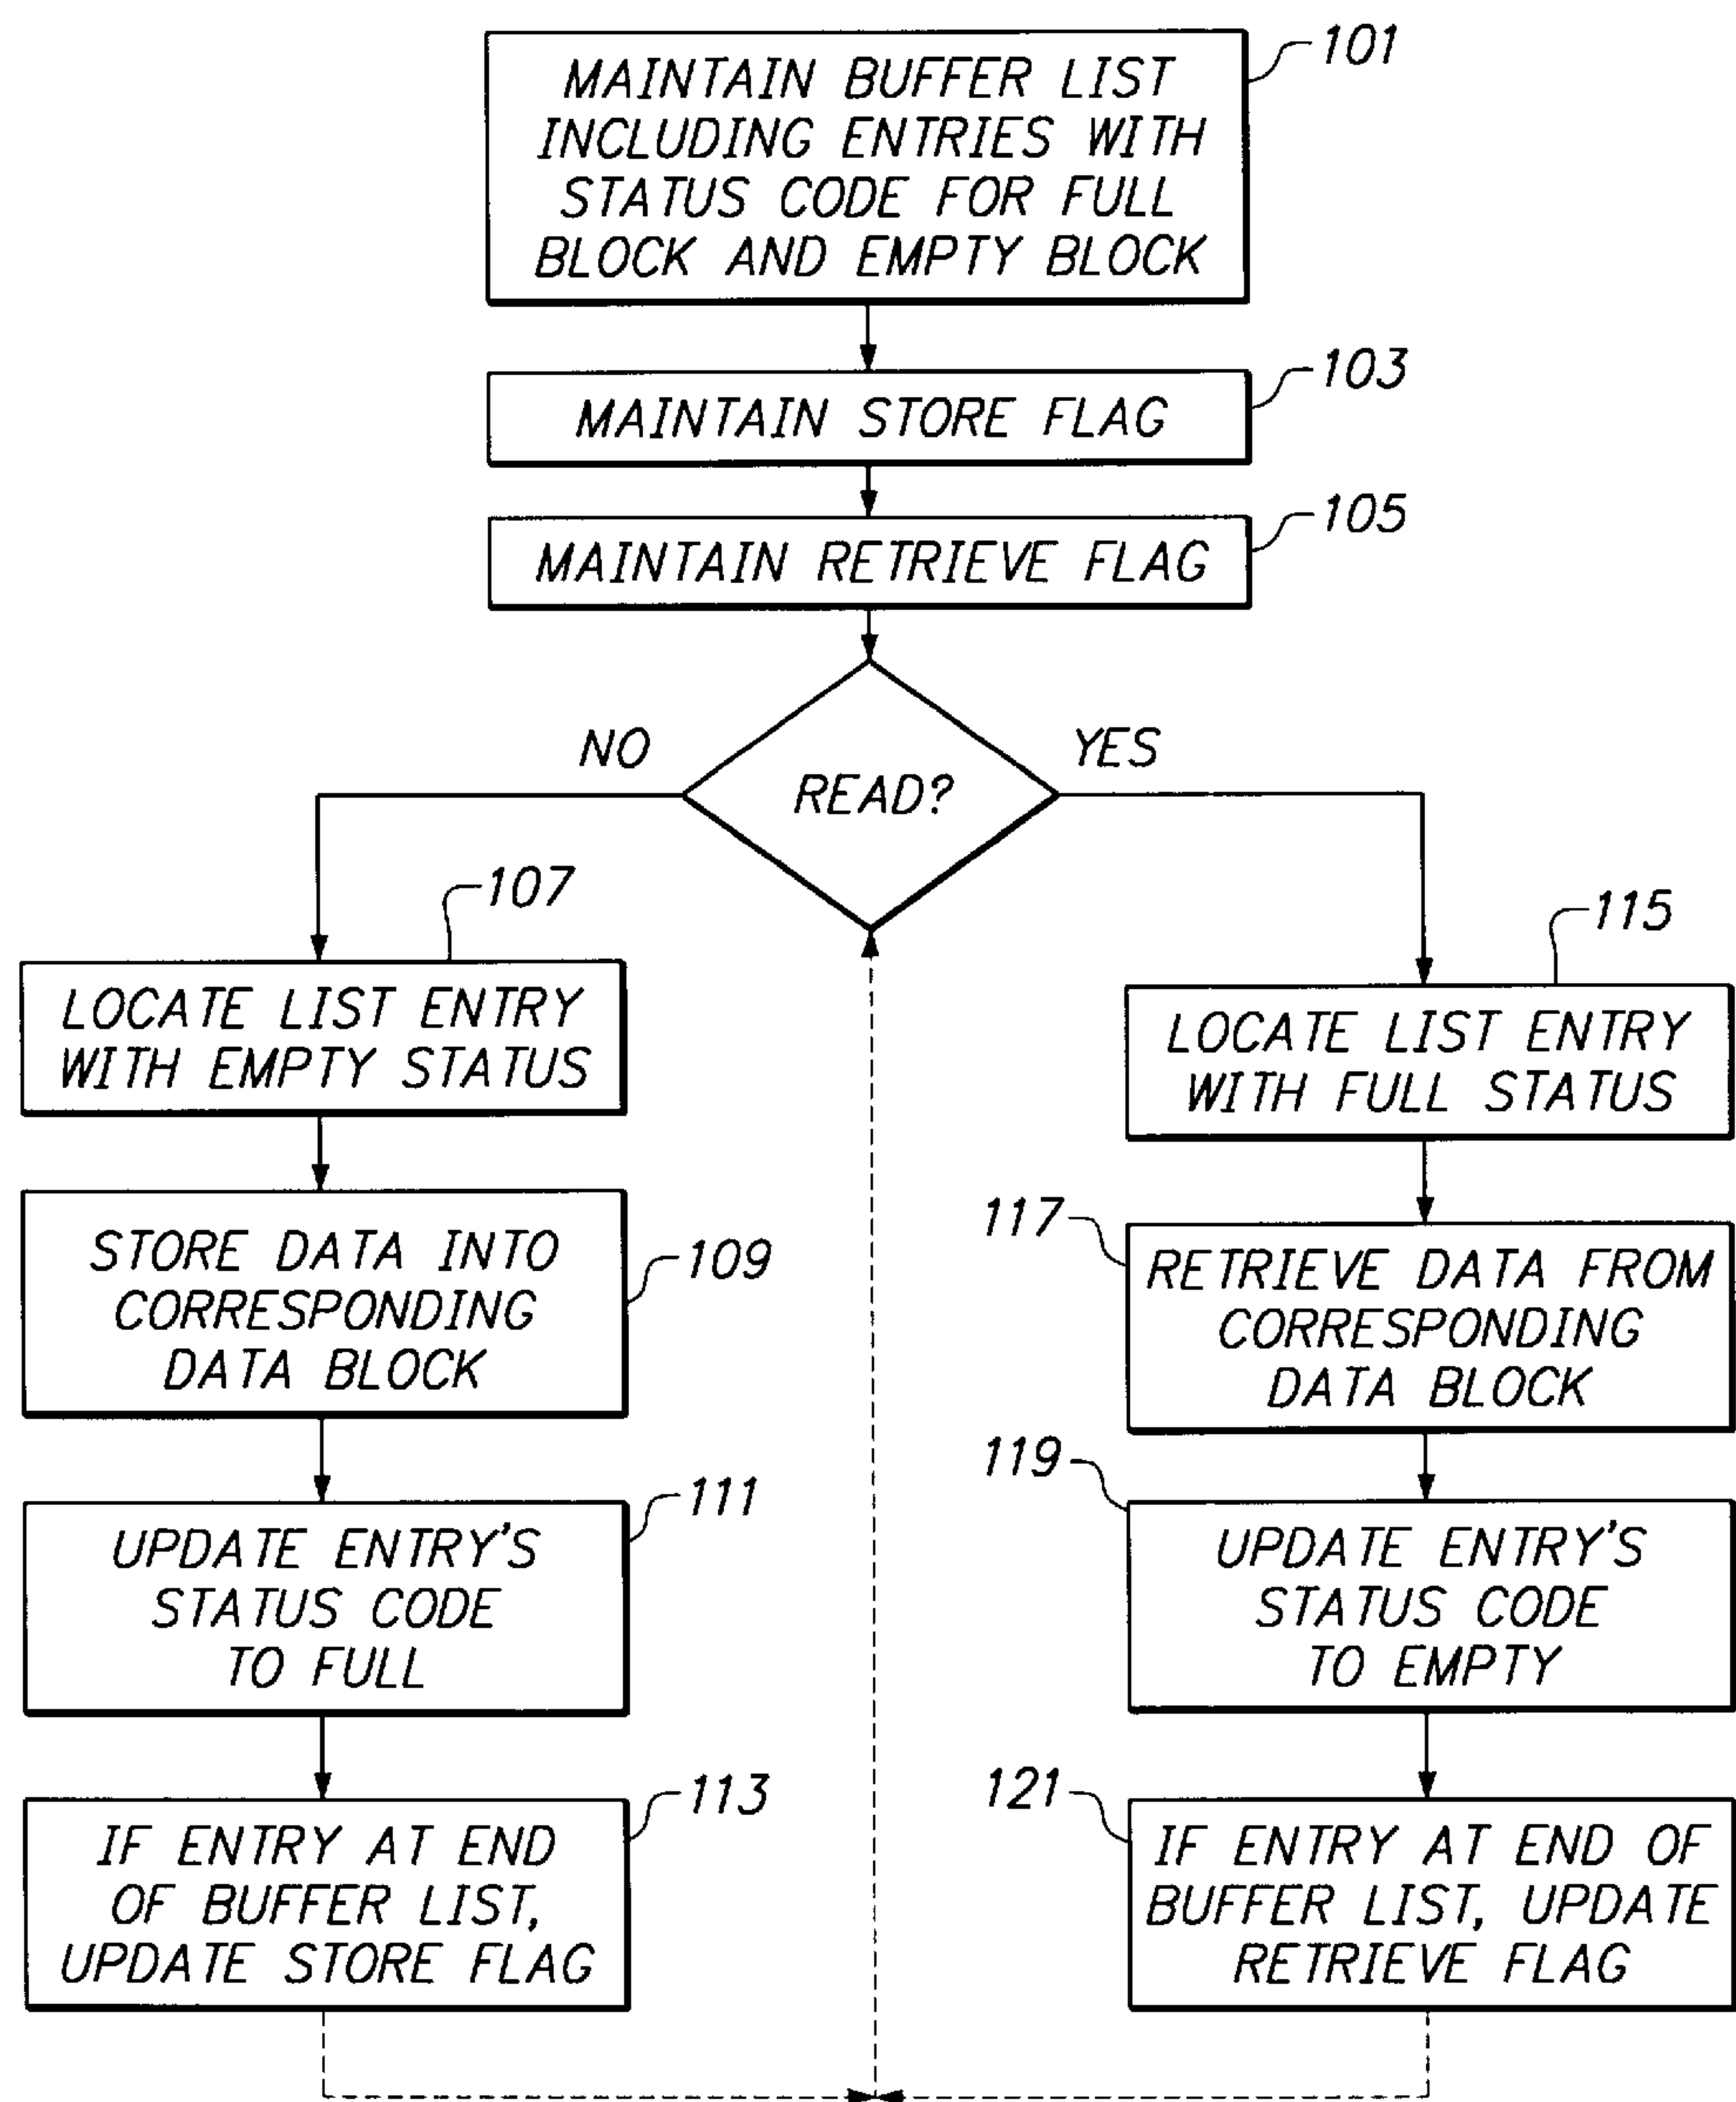 101
MAINTAIN BUFFER LIST
INCLUDING ENTRIES WITH
STATUS CODE FOR FULL
BLOCK AND EMPTY BLOCK
103
MAINTAIN STORE FLAG
105
MAINTAIN RETRIEVE FLAG
NO
YES
READ?
107
LOCATE LIST ENTRY
WITH EMPTY STATUS
109
STORE DATA INTO
CORRESPONDING
DATA BLOCK
111
UPDATE ENTRY'S
STATUS CODE
TO FULL
113
IF ENTRY AT END
OF BUFFER LIST,
UPDATE STORE FLAG
115
LOCATE LIST ENTRY
WITH FULL STATUS
117
RETRIEVE DATA FROM
CORRESPONDING
DATA BLOCK
119
UPDATE ENTRY'S
STATUS CODE
TO EMPTY
121
IF ENTRY AT END OF
BUFFER LIST, UPDATE
RETRIEVE FLAG